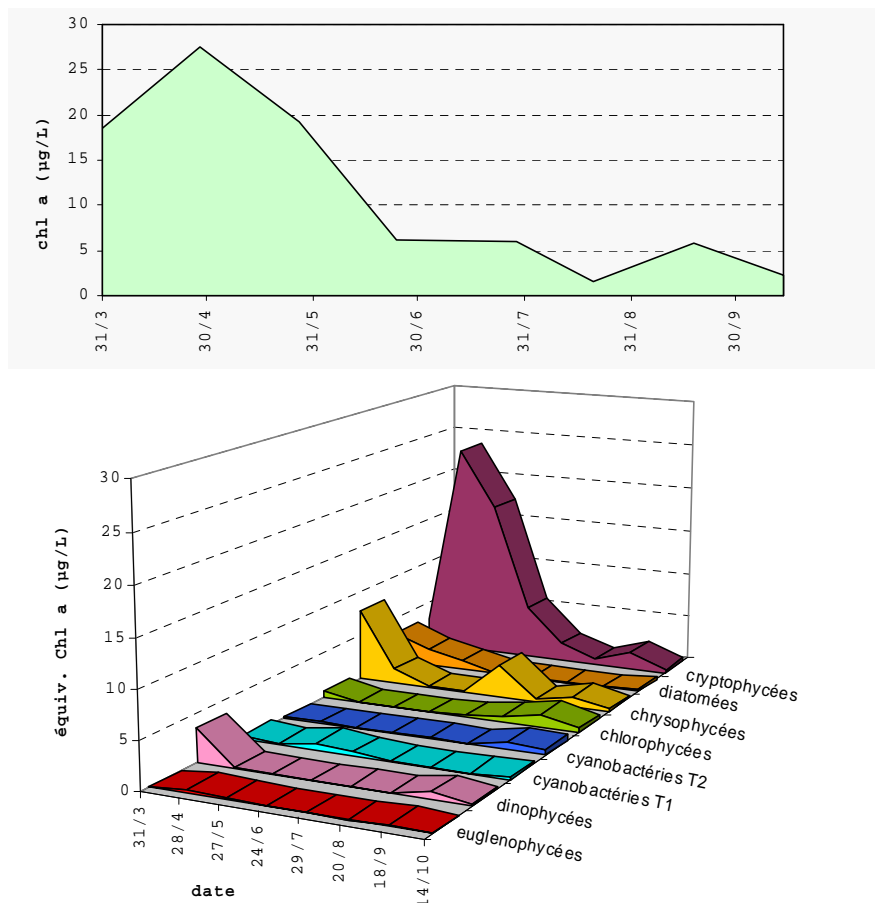 30
25
20
15
10
5
0
chl a (µg/L)
31/3
30/4
31/5
30/6
31/7
31/8
30/9
30
25
20
15
10
5
0
équiv. Chl a (µg/L)
31/3
28/4
27/5
24/6
29/7
20/8
18/9
14/10
date
cryptophycées
diatomées
chrysophycées
chlorophycées
cyanobactéries T2
cyanobactéries T1
dinophycées
euglenophycées